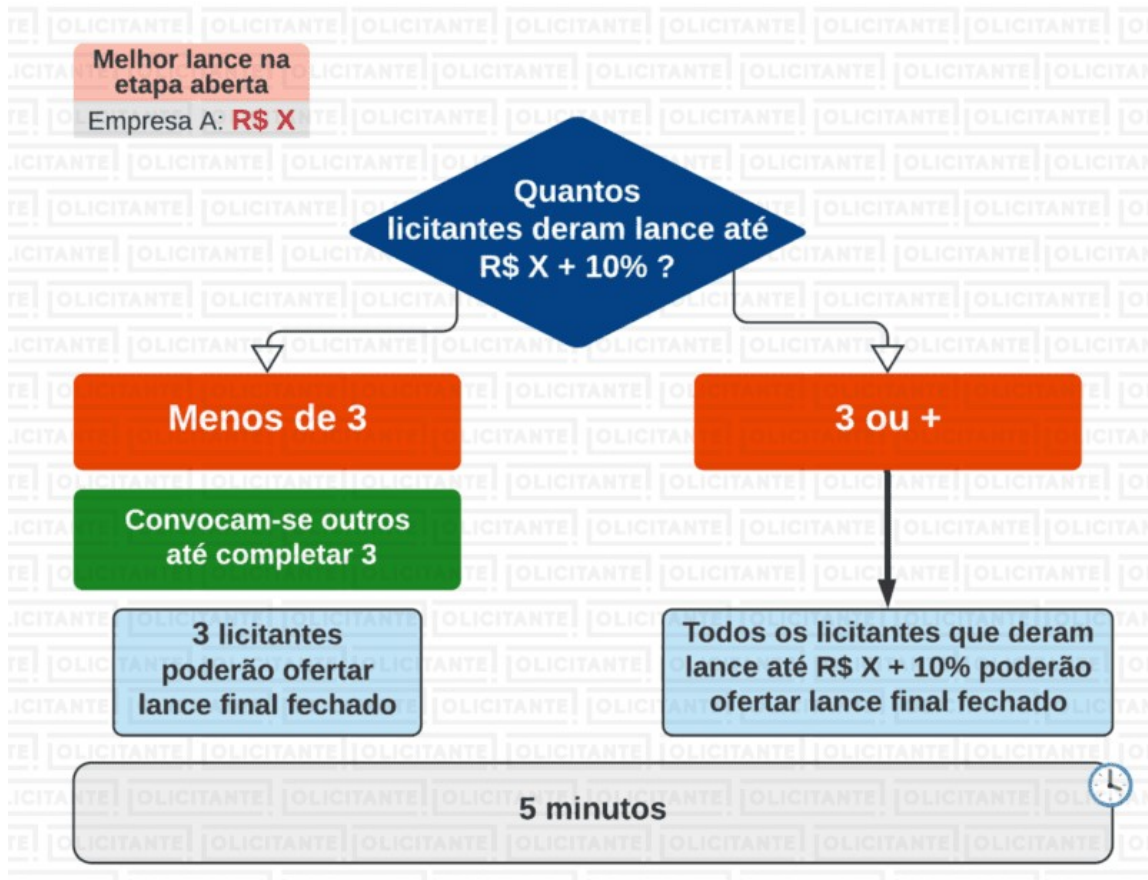 Melhor lance na
etapa aberta
Empresa A: R$ X
Quantos
licitantes deram lance até
R$ X + 10% ?
Menos de 3
3 ou +
Convocam-se outros
até completar 3
3 licitantes
poderão ofertar
lance final fechado
Todos os licitantes que deram
lance até R$ X + 10% poderão
ofertar lance final fechado
5 minutos
OLICITANTE